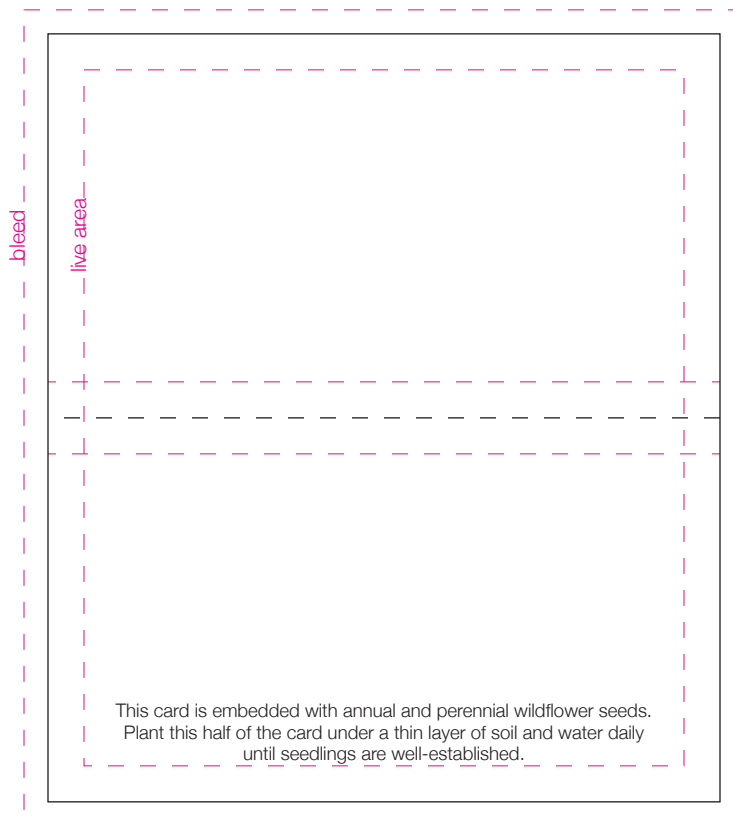 bleed
live area
This card is embedded with annual and perennial wildflower seeds.
Plant this half of the card under a thin layer of soil and water daily
until seedlings are well-established.